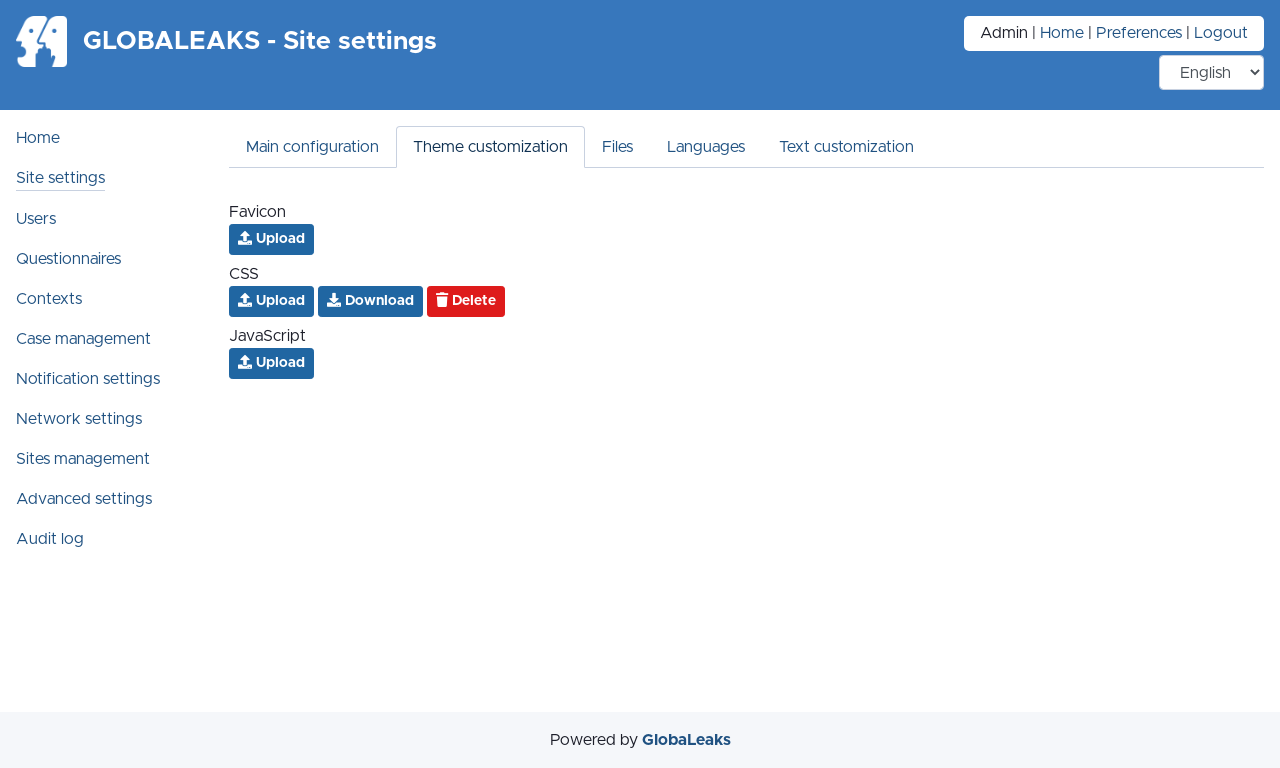 GLOBALEAKS - Site settings
Admin | Home | Preferences | Logout
English
Home
Site settings
Users
Questionnaires
Contexts
Case management
Notification settings
Network settings
Sites management
Advanced settings
Audit log
Main configuration Theme customization Files Languages Text customization
Favicon
Upload
CSS
Upload Download Delete
JavaScript
Upload
Powered by GlobaLeaks